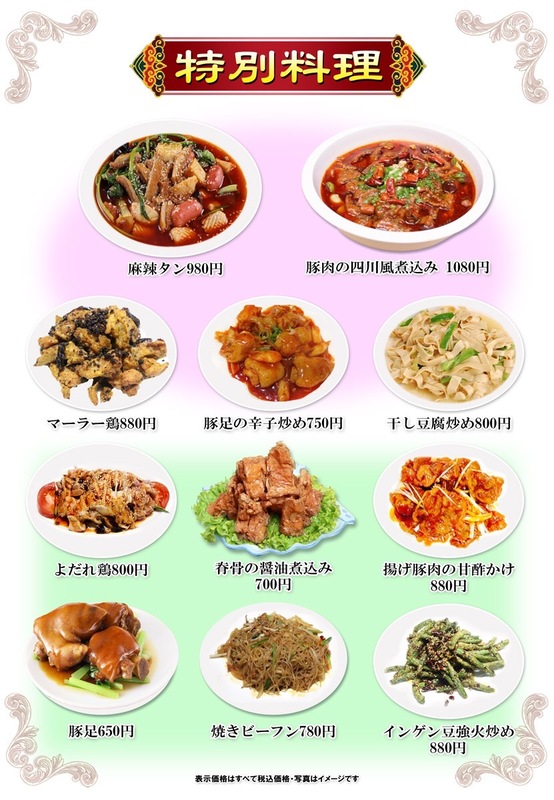 特別料理
麻辣タン980円
豚肉の四川風煮込み 1080円
マーラー鶏880円
豚足の辛子炒め750円
干し豆腐炒め800円
よだれ鶏800円
脊骨の醤油煮込み
700円
揚げ豚肉の甘酢かけ
880円
豚足650円
焼きビーフン780円
インゲン豆強火炒め
880円
表示価格はすべて税込価格・写真はイメージです